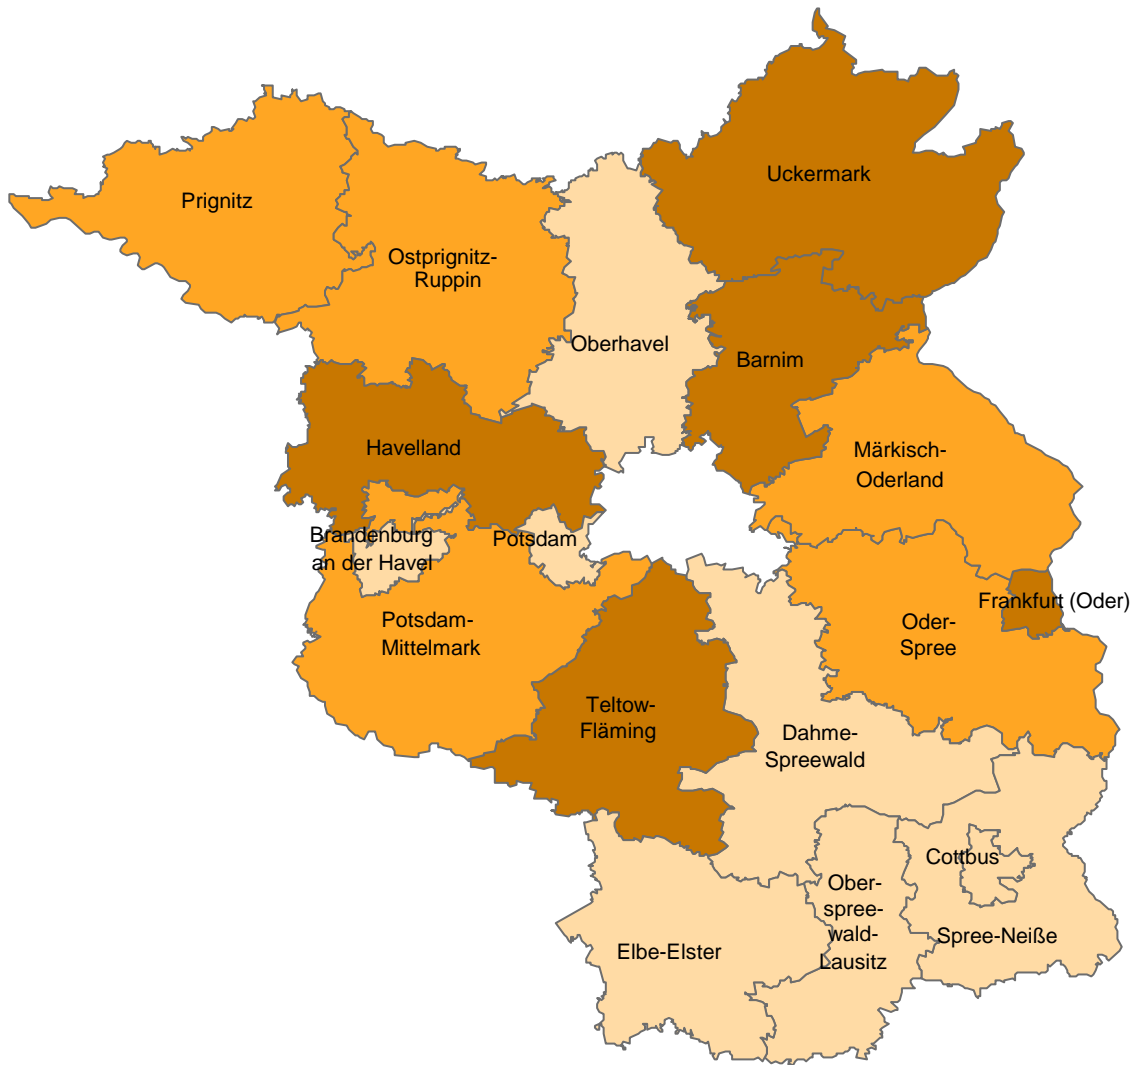 Uckermark
Prignitz
Ostprignitz-
Ruppin
Oberhavel
Barnim
Havelland
Märkisch-
Oderland
Brandenburg
an der Havel
Potsdam
Frankfurt (Oder)
Potsdam-
Mittelmark
Oder-
Spree
Teltow-
Fläming
Dahme-
Spreewald
Cottbus
Ober-
spree-
wald-
Lausitz
Spree-Neiße
Elbe-Elster